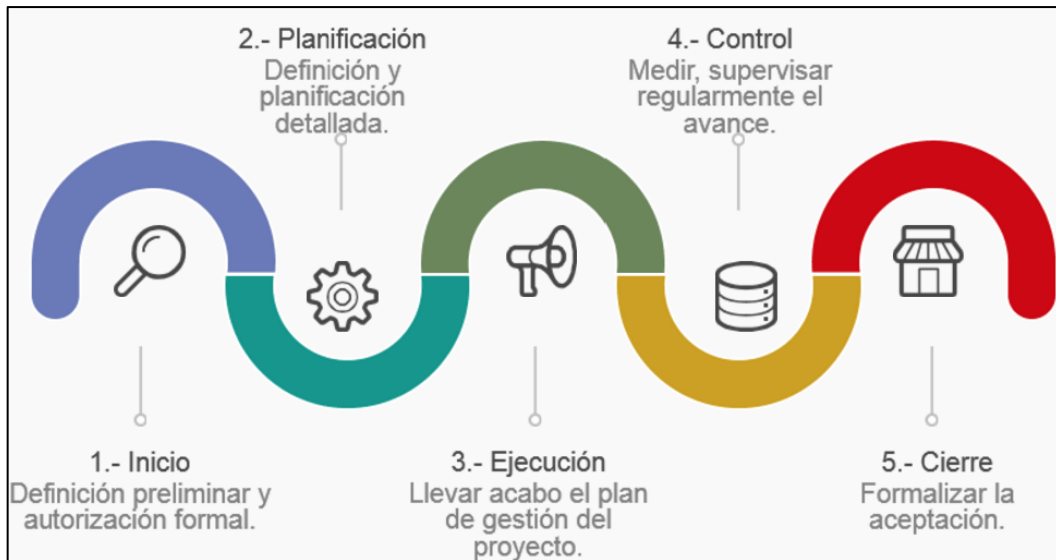 2.- Planificación
Definición y
planificación
detallada.
4.- Control
Medir, supervisar
regularmente el
avance.
1.- Inicio
Definición preliminar y
autorización formal.
3.- Ejecución
Llevar acabo el plan
de gestión del
proyecto.
5.- Cierre
Formalizar la
aceptación.